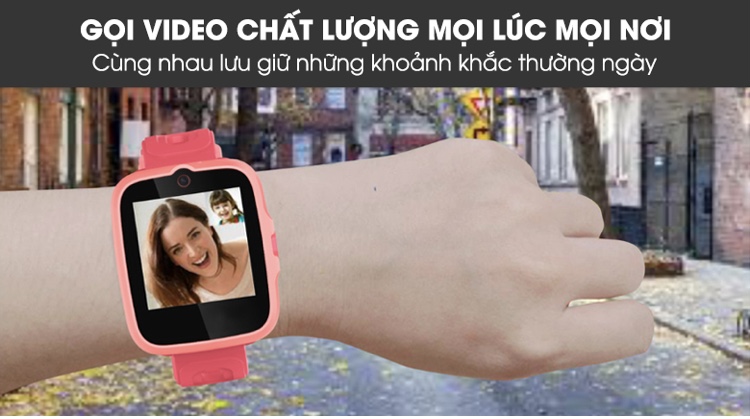 GỌI VIDEO CHẤT LƯỢNG MỌI LÚC MỌI NƠI
Cùng nhau lưu giữ những khoảnh khắc thường ngày